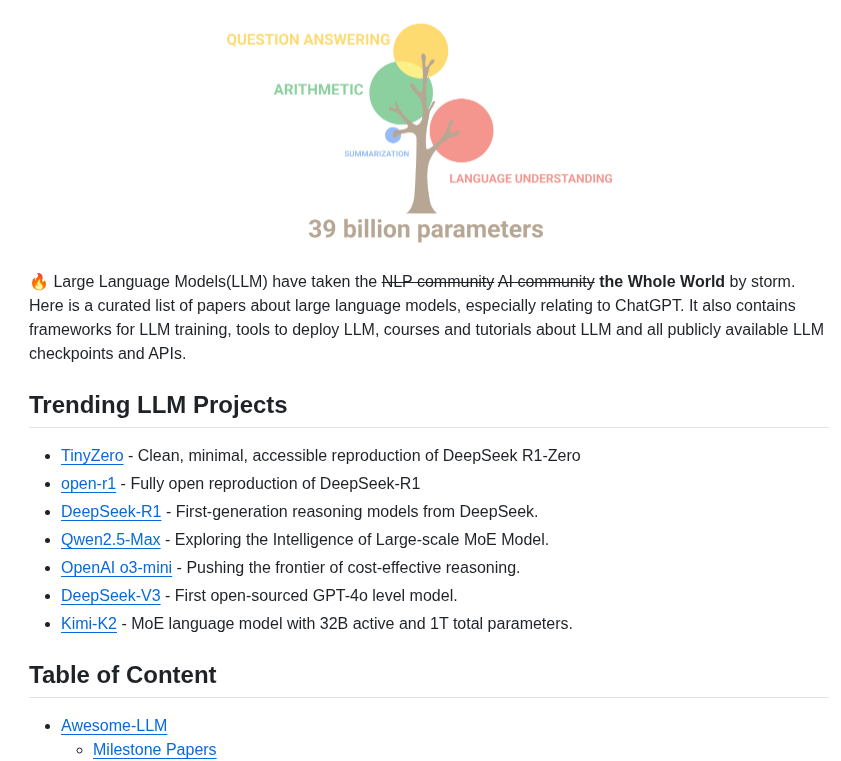 QUESTION ANSWERING
ARITHMETIC
SUMMARIZATION
LANGUAGE UNDERSTANDING
39 billion parameters
🔥 Large Language Models(LLM) have taken the NLP community AI community the Whole World by storm.
Here is a curated list of papers about large language models, especially relating to ChatGPT. It also contains
frameworks for LLM training, tools to deploy LLM, courses and tutorials about LLM and all publicly available LLM
checkpoints and APIs.
Trending LLM Projects
TinyZero - Clean, minimal, accessible reproduction of DeepSeek R1-Zero
open-r1 - Fully open reproduction of DeepSeek-R1
DeepSeek-R1 - First-generation reasoning models from DeepSeek.
Qwen2.5-Max - Exploring the Intelligence of Large-scale MoE Model.
OpenAI o3-mini - Pushing the frontier of cost-effective reasoning.
DeepSeek-V3 - First open-sourced GPT-4o level model.
Kimi-K2 - MoE language model with 32B active and 1T total parameters.
Table of Content
Awesome-LLM
Milestone Papers